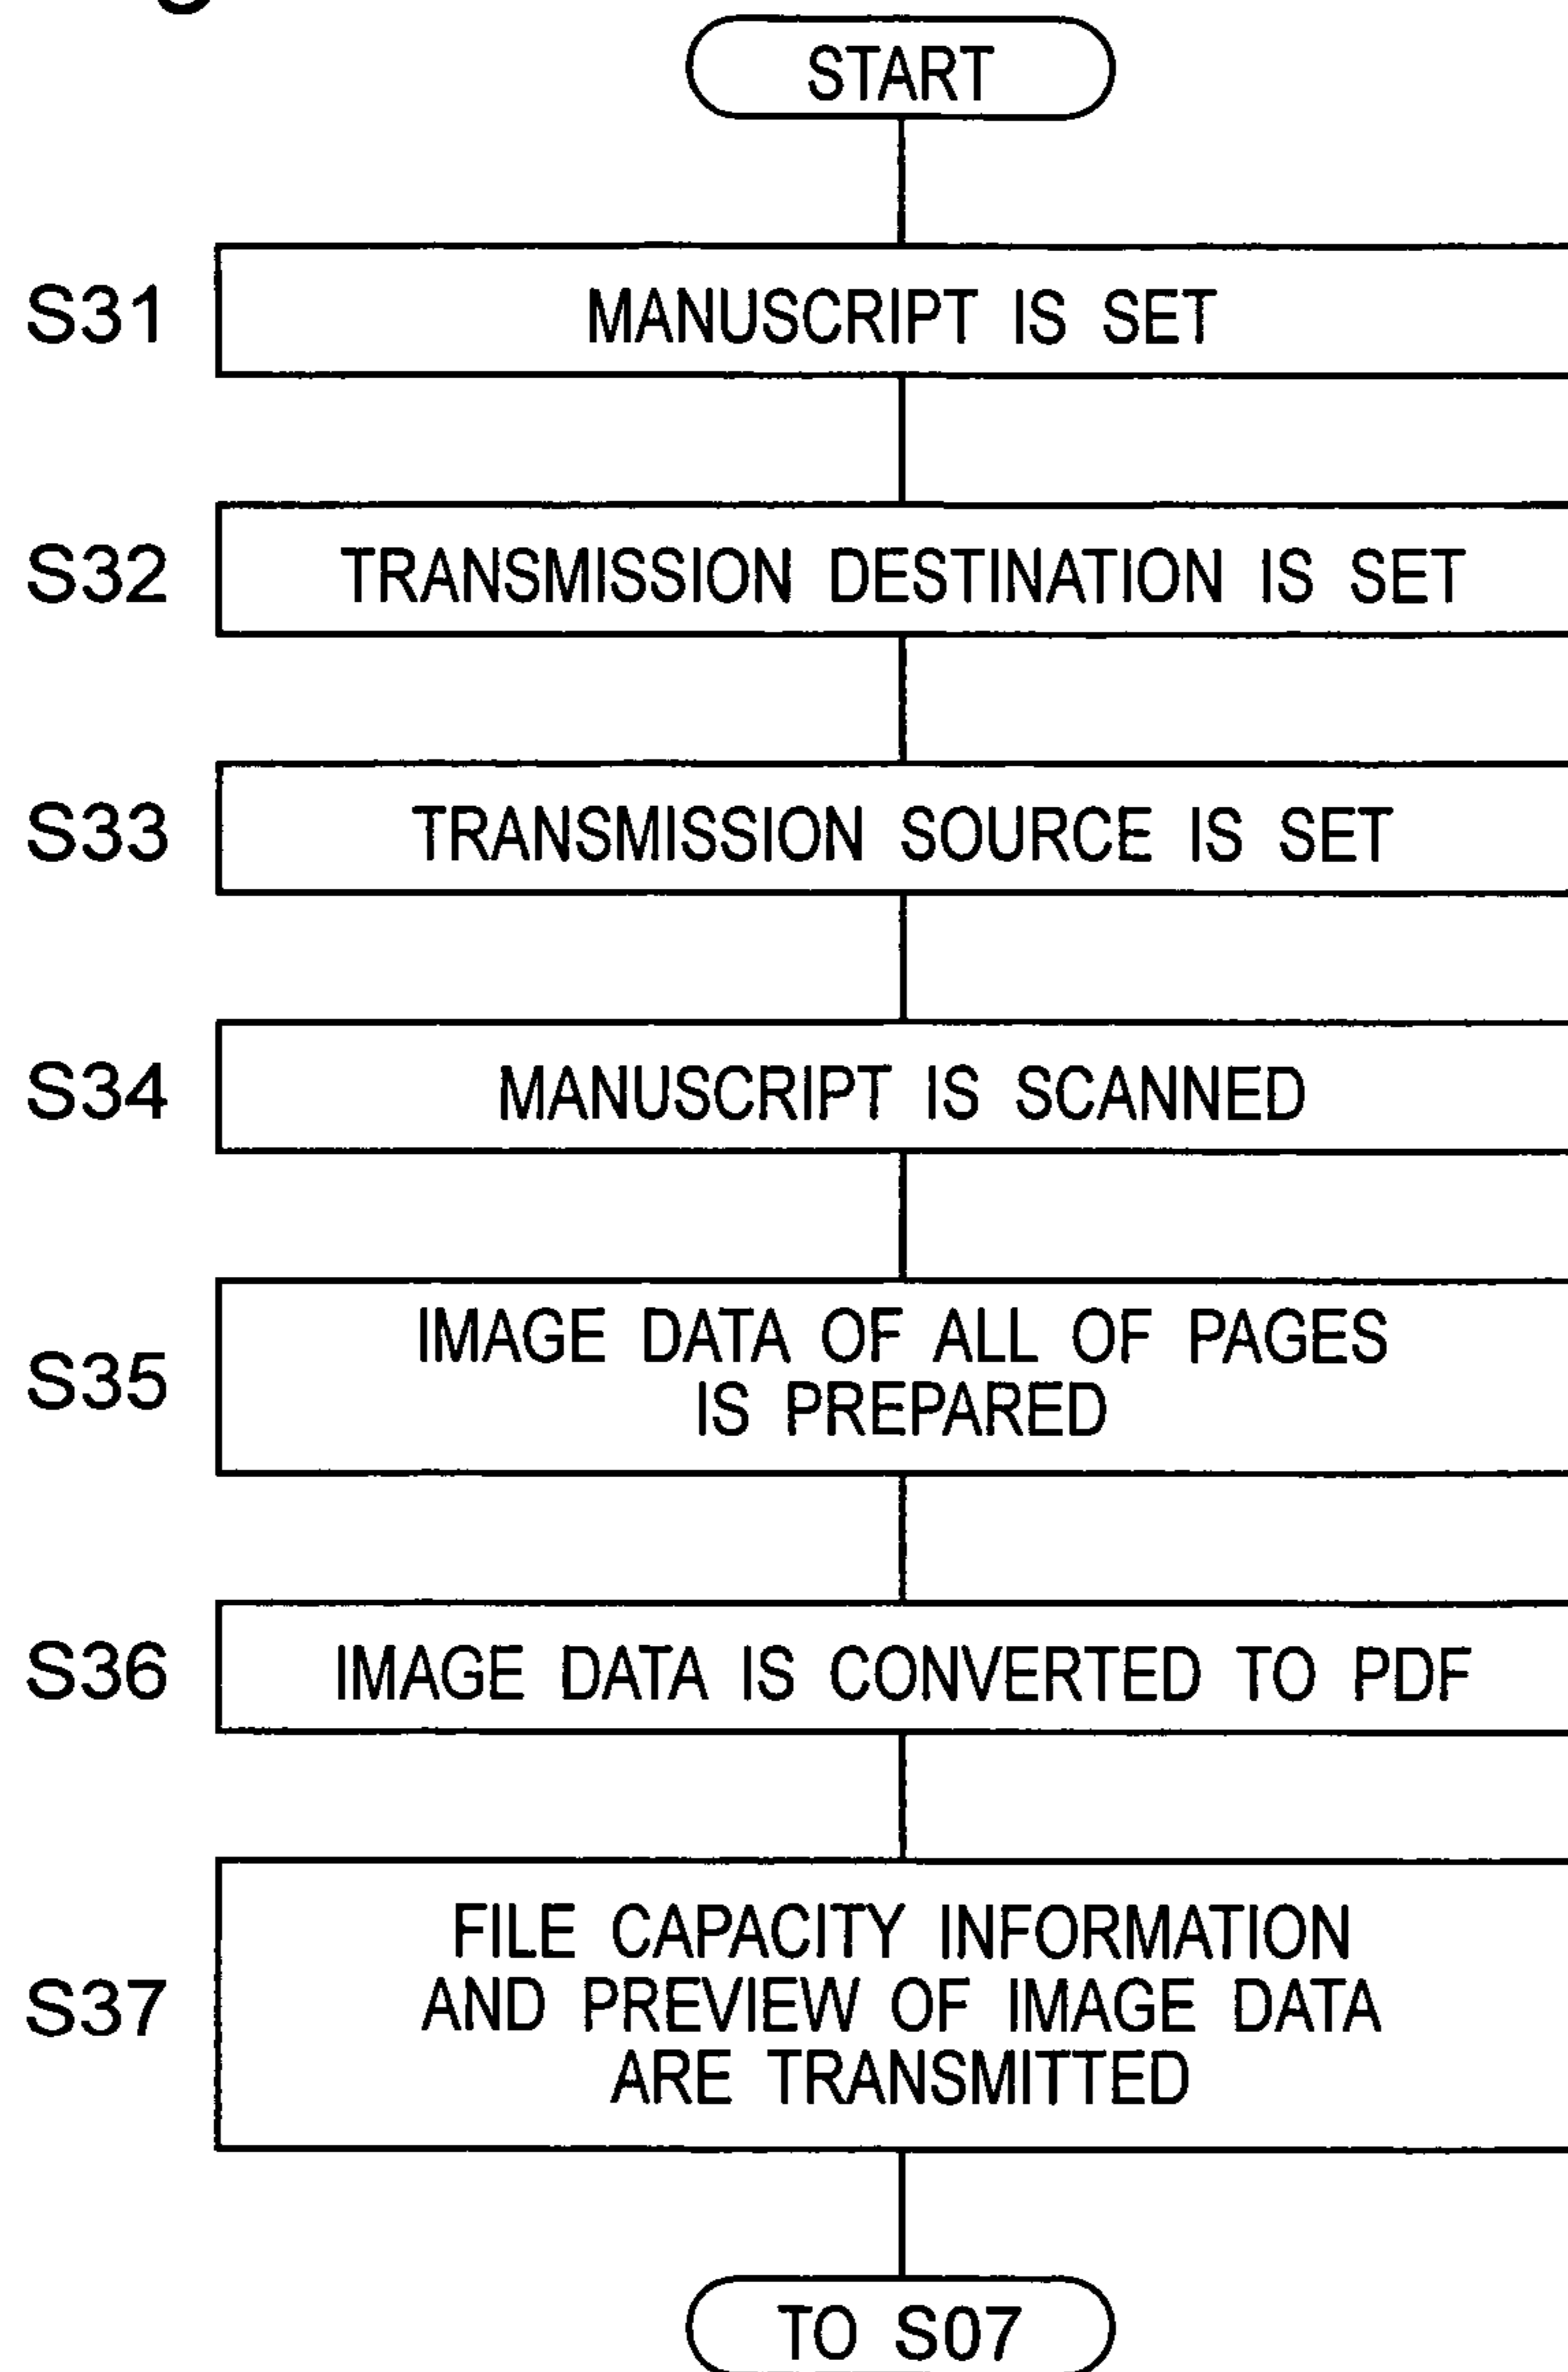 START
S31 MANUSCRIPT IS SET
S32 TRANSMISSION DESTINATION IS SET
S33 TRANSMISSION SOURCE IS SET
S34 MANUSCRIPT IS SCANNED
S35 IMAGE DATA OF ALL OF PAGES
IS PREPARED
S36 IMAGE DATA IS CONVERTED TO PDF
S37 FILE CAPACITY INFORMATION
AND PREVIEW OF IMAGE DATA
ARE TRANSMITTED
TO S07